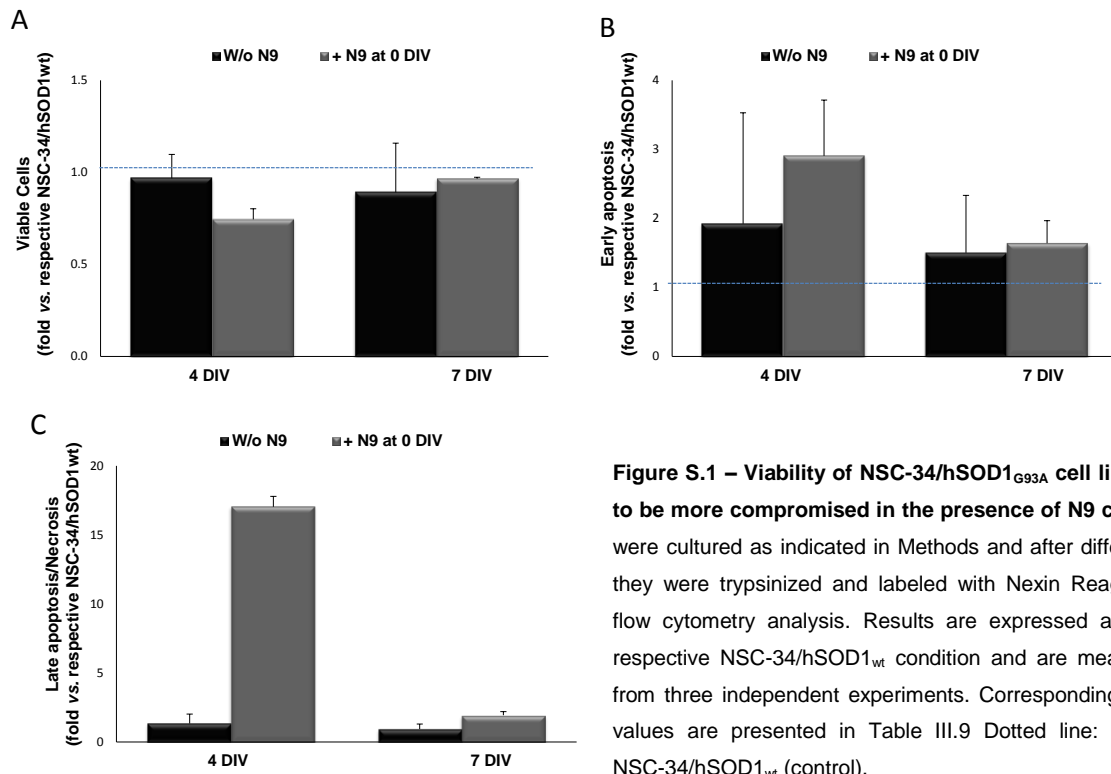 A
W/o N9 + N9 at 0 DIV
Viable Cells
(fold vs. respective NSC-34/hSOD1wt)
1.5
1.0
0.5
0.0
4 DIV 7 DIV
B
W/o N9 + N9 at 0 DIV
Early apoptosis
(fold vs. respective NSC-34/hSOD1wt)
4
3
2
1
0
4 DIV 7 DIV
C
W/o N9 + N9 at 0 DIV
Late apoptosis/Necrosis
(fold vs. respective NSC-34/hSOD1wt)
20
15
10
5
0
4 DIV 7 DIV
Figure S.1 – Viability of NSC-34/hSOD1G93A cell li
to be more compromised in the presence of N9 c
were cultured as indicated in Methods and after diffe
they were trypsinized and labeled with Nexin Reac
flow cytometry analysis. Results are expressed a
respective NSC-34/hSOD1wt condition and are mea
from three independent experiments. Corresponding
values are presented in Table III.9 Dotted line:
NSC-34/hSOD1wt (control).